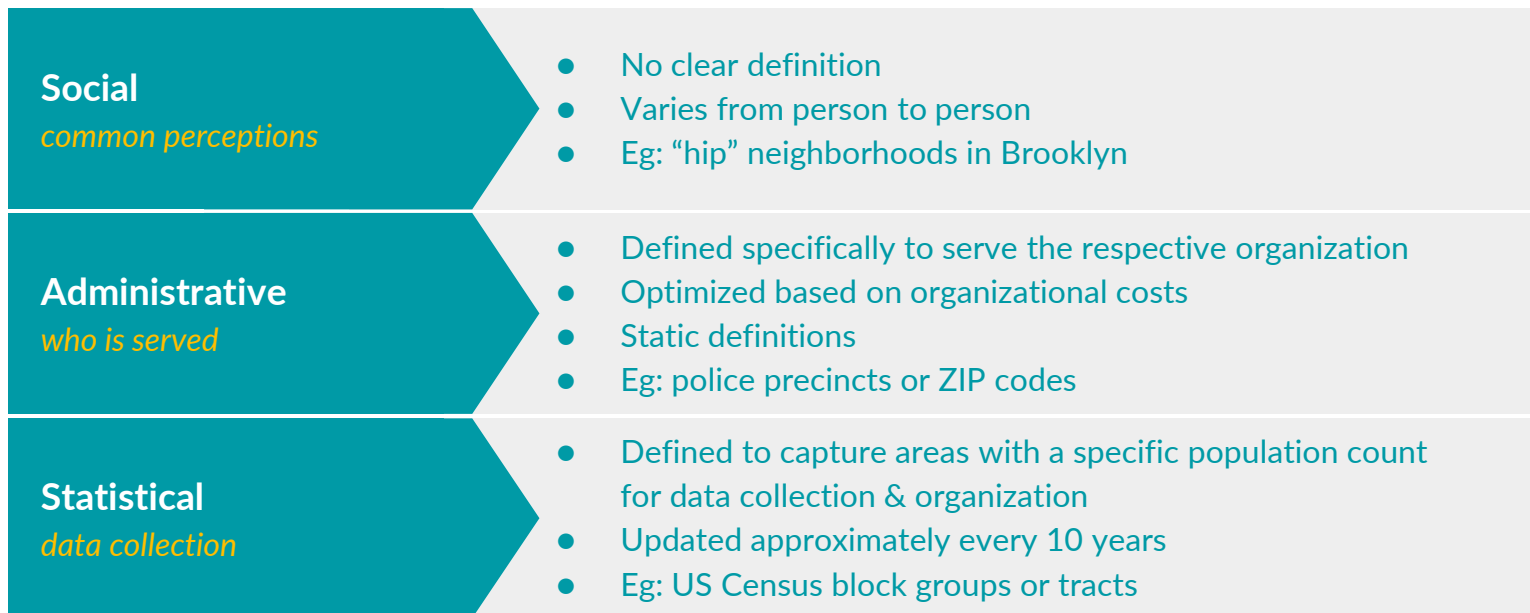 Social
common perceptions
● No clear definition
● Varies from person to person
● Eg: “hip” neighborhoods in Brooklyn
Administrative
who is served
● Defined specifically to serve the respective organization
● Optimized based on organizational costs
● Static definitions
● Eg: police precincts or ZIP codes
Statistical
data collection
● Defined to capture areas with a specific population count
for data collection & organization
● Updated approximately every 10 years
● Eg: US Census block groups or tracts